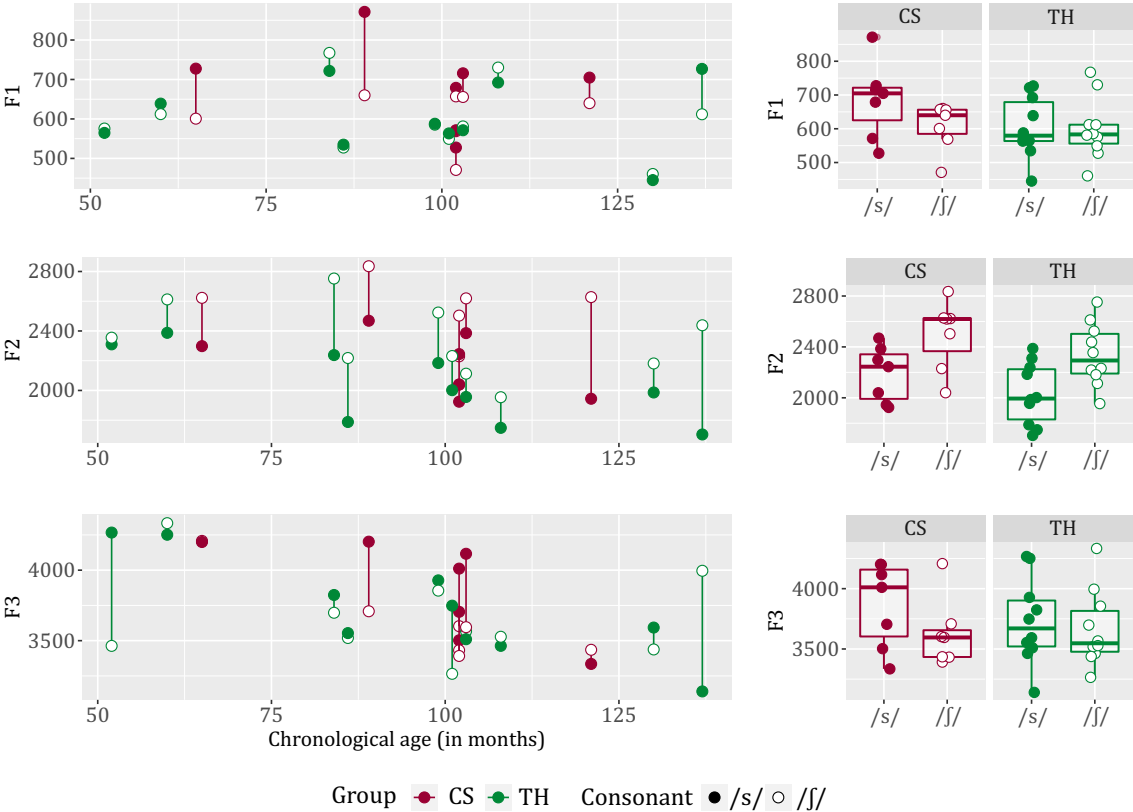 CS TH
F1
800
700
600
500
50 75 100 125
F1
800
700
600
500
/s/ /ʃ/ /s/ /ʃ/
CS TH
F2
2800
2400
2000
50 75 100 125
F2
2800
2400
2000
/s/ /ʃ/ /s/ /ʃ/
CS TH
F3
4000
3500
50 75 100 125
Chronological age (in months)
F3
4000
3500
/s/ /ʃ/ /s/ /ʃ/
Group CS TH Consonant /s/ /ʃ/